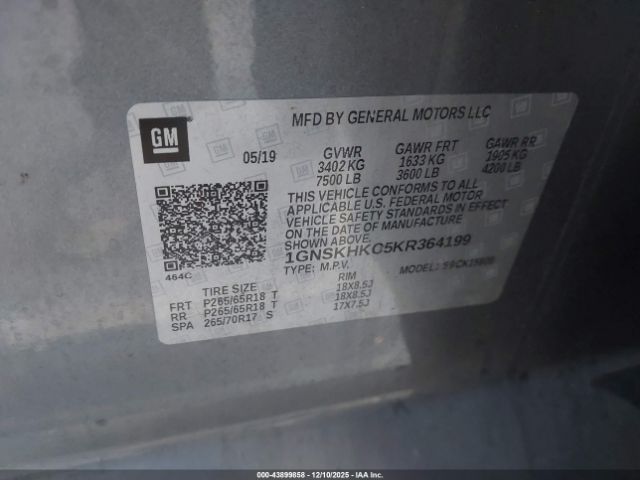 GM
MFD BY GENERAL MOTORS LLC
05/19 GVWR GAWR FRT GAWR RR
3402 KG 1633 KG 1905 KG
7500 LB 3600 LB 4200 LB
THIS VEHICLE CONFORMS TO ALL
APPLICABLE U.S. FEDERAL MOTOR
VEHICLE SAFETY STANDARDS IN EFFECT
ON THE DATE OF MANUFACTURE
SHOWN ABOVE.
1GNSKHKC5KR364199
TYPE: M.P.V. MODEL:
464C
TIRE SIZE RIM
FRT P265/65R18 T 18X8.5J
RR P265/65R18 T 18X8.5J
SPA 265/70R17 S 17X7.5J
000-43899858 - 12/10/2025 - IAAI, Inc.